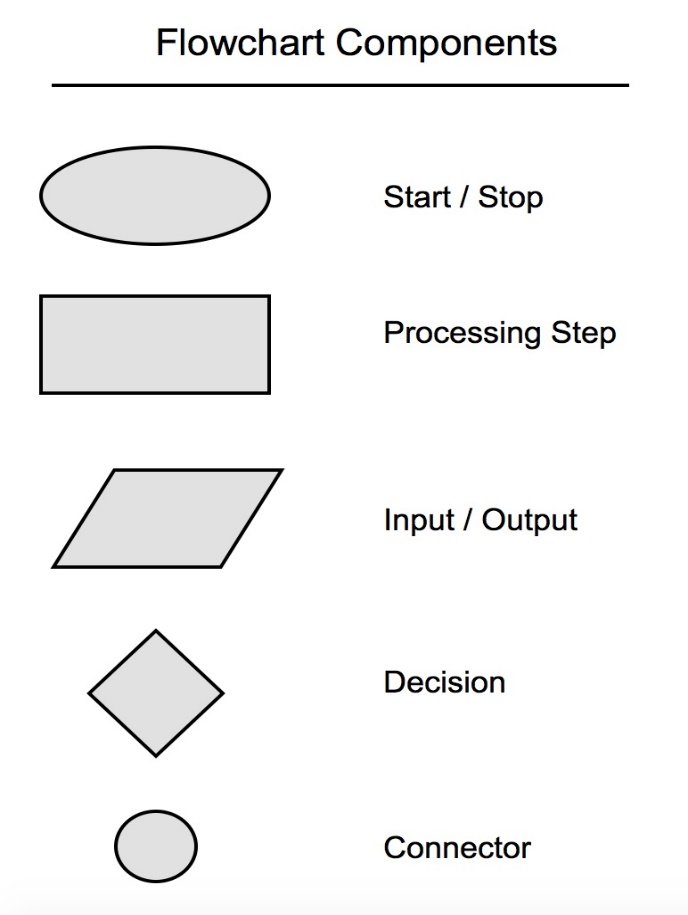 Flowchart Components
Start / Stop
Processing Step
Input / Output
Decision
Connector